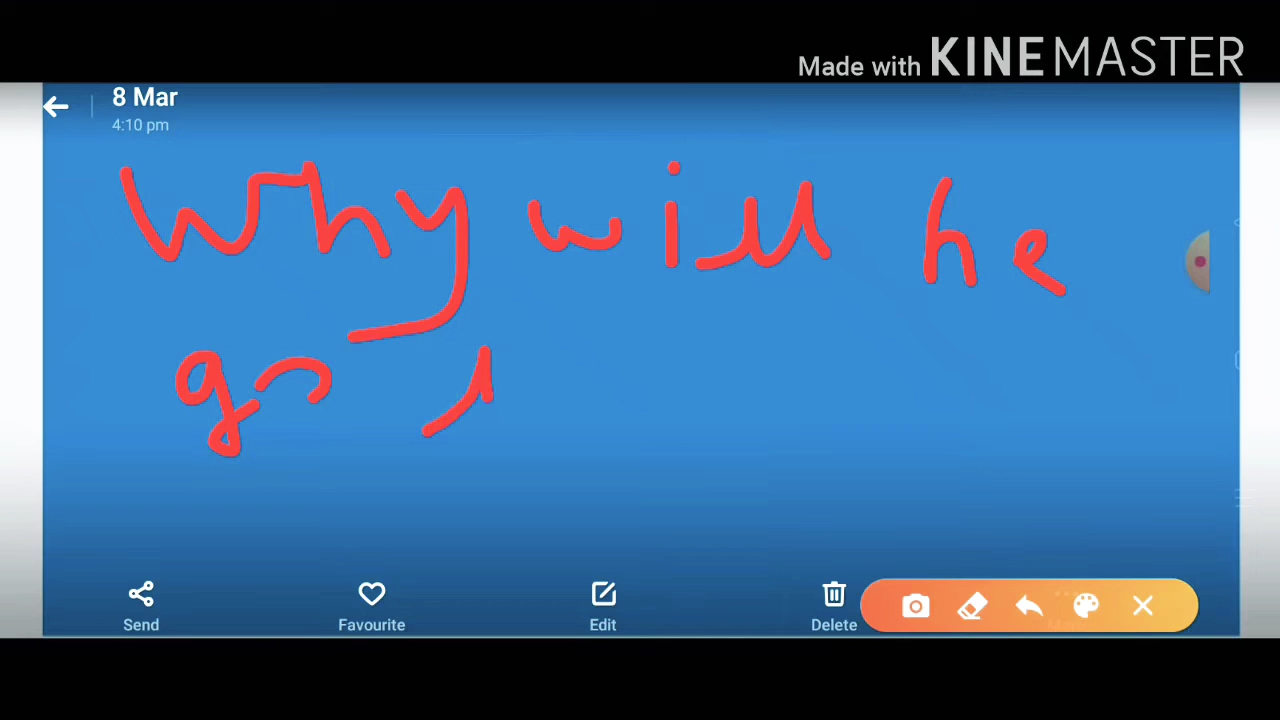 Made with KINEMASTER
8 Mar
4:10 pm
Why will he
go
Send Favourite Edit Delete